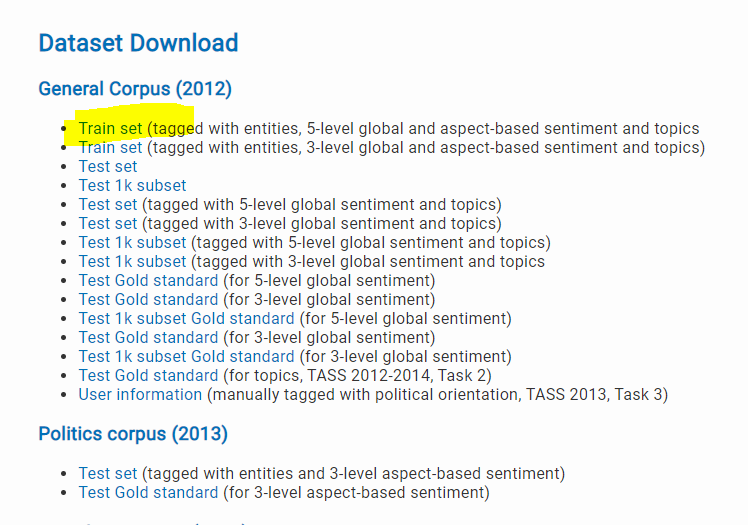 Dataset Download
General Corpus (2012)
Train set (tagged with entities, 5-level global and aspect-based sentiment and topics
Train set (tagged with entities, 3-level global and aspect-based sentiment and topics)
Test set
Test 1k subset
Test set (tagged with 5-level global sentiment and topics)
Test set (tagged with 3-level global sentiment and topics)
Test 1k subset (tagged with 5-level global sentiment and topics)
Test 1k subset (tagged with 3-level global sentiment and topics
Test Gold standard (for 5-level global sentiment)
Test Gold standard (for 3-level global sentiment)
Test 1k subset Gold standard (for 5-level global sentiment)
Test Gold standard (for 3-level global sentiment)
Test 1k subset Gold standard (for 3-level global sentiment)
Test Gold standard (for topics, TASS 2012-2014, Task 2)
User information (manually tagged with political orientation, TASS 2013, Task 3)
Politics corpus (2013)
Test set (tagged with entities and 3-level aspect-based sentiment)
Test Gold standard (for 3-level aspect-based sentiment)